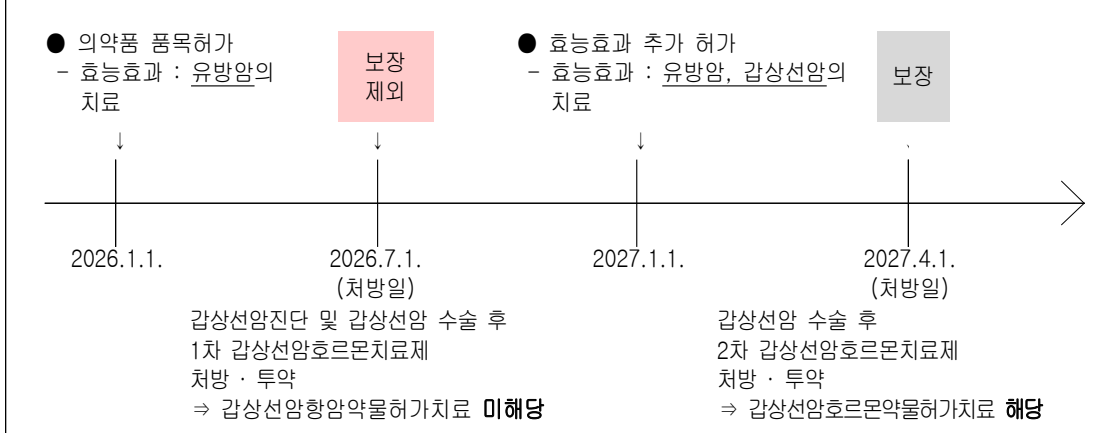 ● 의약품 품목허가
- 효능효과 : 유방암의
치료
보장
제외
● 효능효과 추가 허가
- 효능효과 : 유방암, 갑상선암의
치료
보장
↓
↓
↓
2026.1.1.
2026.7.1.
(처방일)
2027.1.1.
2027.4.1.
(처방일)
갑상선암진단 및 갑상선암 수술 후
1차 갑상선암호르몬치료제
처방 · 투약
⇒ 갑상선암항암약물허가치료 미해당
갑상선암 수술 후
2차 갑상선암호르몬치료제
처방 · 투약
⇒ 갑상선암호르몬약물허가치료 해당